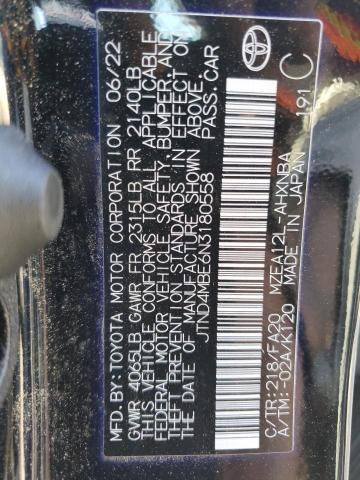 MFD. BY: TOYOTA MOTOR CORPORATION 06/22
GVWR 4065LB GAWR FR 2315LB RR 2140LB
THIS VEHICLE CONFORMS TO ALL APPLICABLE
FEDERAL MOTOR VEHICLE SAFETY, BUMPER, AND
THEFT PREVENTION STANDARDS IN EFFECT ON
THE DATE OF MANUFACTURE SHOWN ABOVE.
JTND4MBE6N3180558 PASS.CAR
C/TR:218/FA20 MZEA12L-AHXNBA
A/TM:-02A/K120 MADE IN JAPAN
191 C